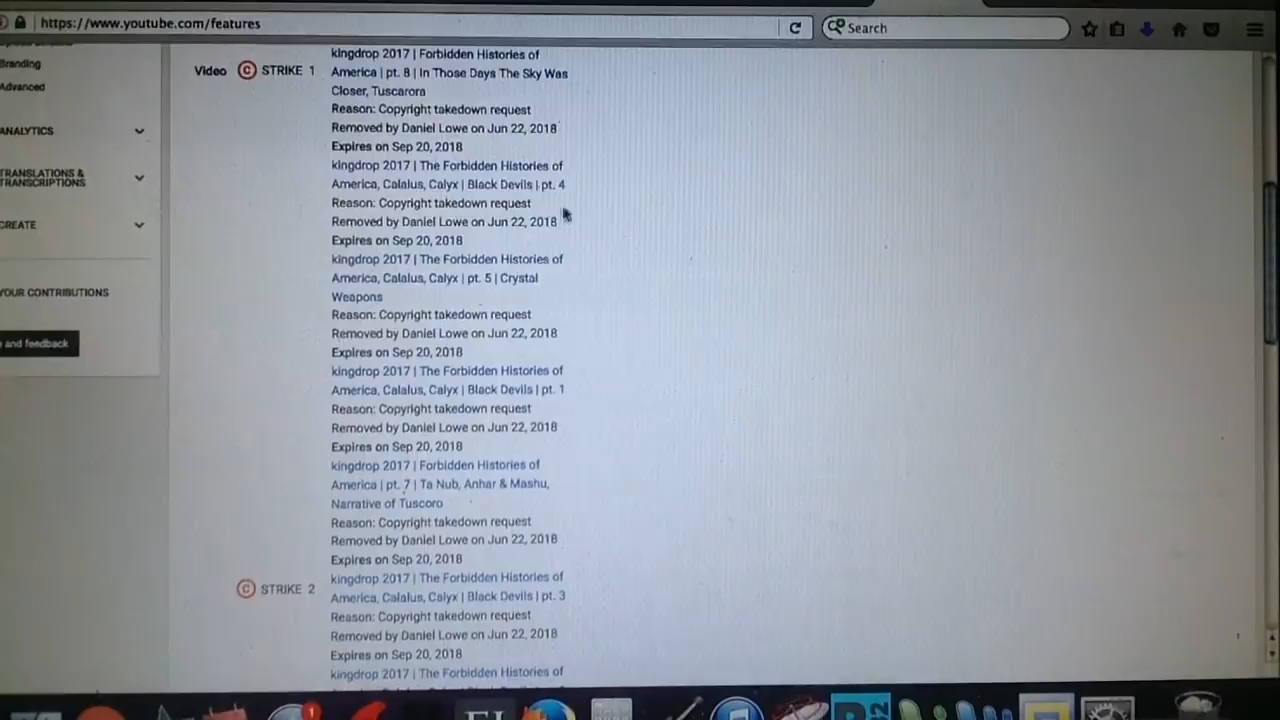 https://www.youtube.com/features
Search
Branding
Advanced
ANALYTICS
TRANSLATIONS &
TRANSCRIPTIONS
CREATE
YOUR CONTRIBUTIONS
and feedback
Video STRIKE 1
kingdrop 2017 | Forbidden Histories of
America | pt. 8 | In Those Days The Sky Was
Closer, Tuscarora
Reason: Copyright takedown request
Removed by Daniel Lowe on Jun 22, 2018
Expires on Sep 20, 2018
kingdrop 2017 | The Forbidden Histories of
America, Calalus, Calyx | Black Devils | pt. 4
Reason: Copyright takedown request
Removed by Daniel Lowe on Jun 22, 2018
Expires on Sep 20, 2018
kingdrop 2017 | The Forbidden Histories of
America, Calalus, Calyx | pt. 5 | Crystal
Weapons
Reason: Copyright takedown request
Removed by Daniel Lowe on Jun 22, 2018
Expires on Sep 20, 2018
kingdrop 2017 | The Forbidden Histories of
America, Calalus, Calyx | Black Devils | pt. 1
Reason: Copyright takedown request
Removed by Daniel Lowe on Jun 22, 2018
Expires on Sep 20, 2018
kingdrop 2017 | Forbidden Histories of
America | pt. 7 | Ta Nub, Anhar & Mashu,
Narrative of Tuscoro
Reason: Copyright takedown request
Removed by Daniel Lowe on Jun 22, 2018
Expires on Sep 20, 2018
STRIKE 2
kingdrop 2017 | The Forbidden Histories of
America, Calalus, Calyx | Black Devils | pt. 3
Reason: Copyright takedown request
Removed by Daniel Lowe on Jun 22, 2018
Expires on Sep 20, 2018
kingdrop 2017 | The Forbidden Histories of